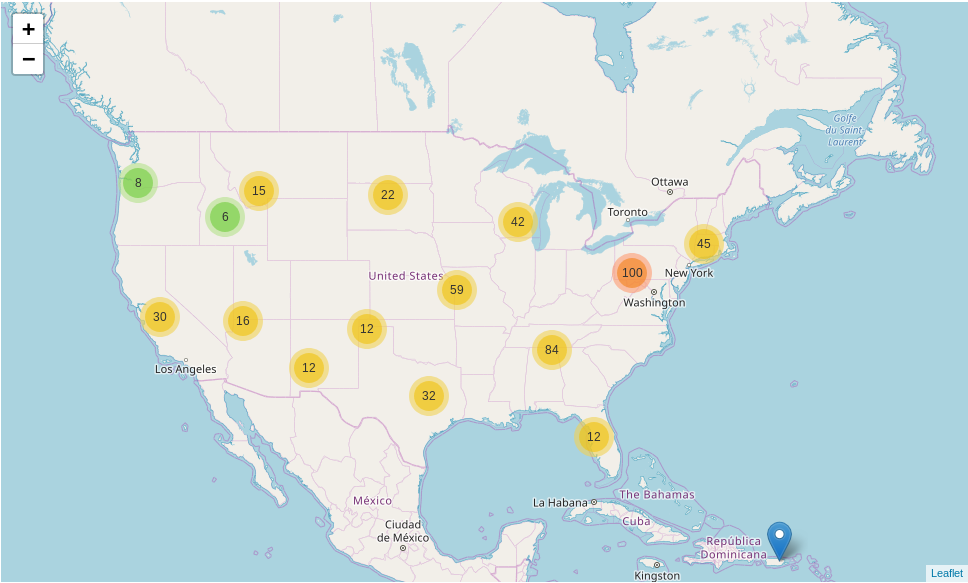 +
−
Golfe
du Saint
Laurent
Ottawa
8
15
22
Toronto
6
42
45
United States
100
New York
59
Washington
30
16
12
84
Los Angeles
12
32
12
México
La Habana
The Bahamas
Cuba
Ciudad
de México
República
Dominicana
Kingston
Leaflet